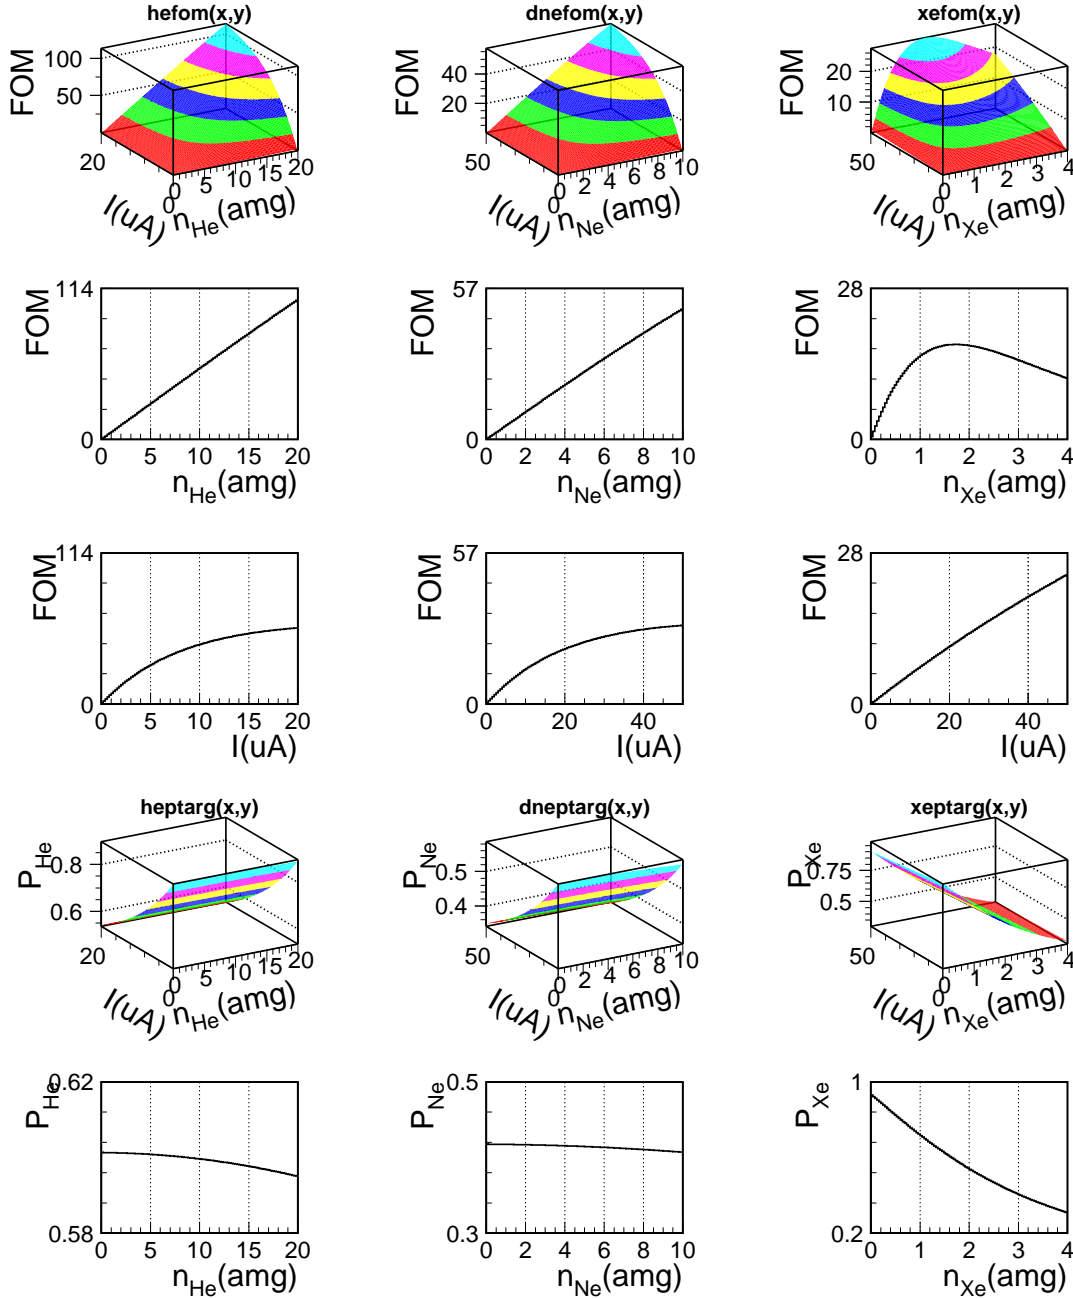 hefom(x,y)
FOM
100
50
20
I(uA)
0
5
10
15
20
n_He(amg)
dnefom(x,y)
FOM
40
20
50
I(uA)
0
2
4
6
8
10
n_Ne(amg)
xefom(x,y)
FOM
20
10
50
I(uA)
0
1
2
3
4
n_Xe(amg)
FOM
114
0
0 5 10 15 20
n_He(amg)
FOM
57
0
0 2 4 6 8 10
n_Ne(amg)
FOM
28
0
0 1 2 3 4
n_Xe(amg)
FOM
114
0
0 5 10 15 20
I(uA)
FOM
57
0
0 20 40
I(uA)
FOM
28
0
0 20 40
I(uA)
heptarg(x,y)
P_He
0.8
0.6
20
I(uA)
0
5
10
15
20
n_He(amg)
dneptarg(x,y)
P_Ne
0.5
0.4
50
I(uA)
0
2
4
6
8
10
n_Ne(amg)
xeptarg(x,y)
P_Xe
0.75
0.5
50
I(uA)
0
1
2
3
4
n_Xe(amg)
P_He
0.62
0.58
0 5 10 15 20
n_He(amg)
P_Ne
0.5
0.3
0 2 4 6 8 10
n_Ne(amg)
P_Xe
1
0.2
0 1 2 3 4
n_Xe(amg)